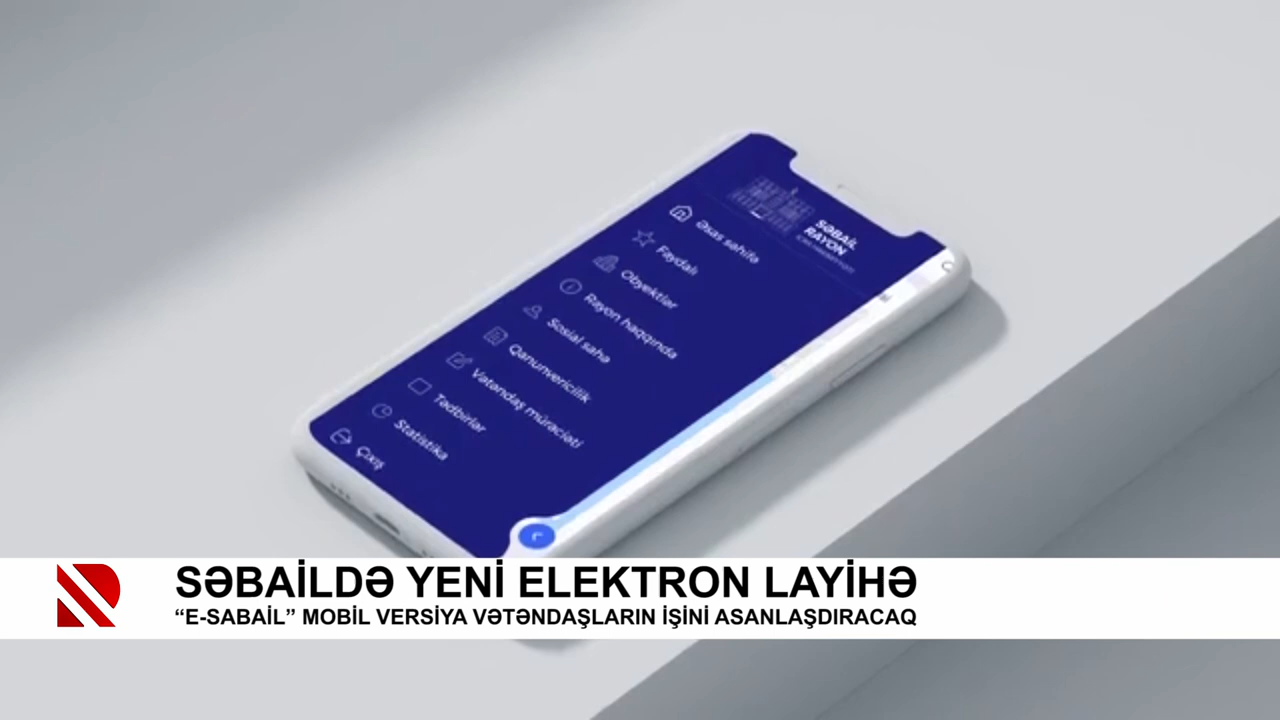 SƏBAİL
RAYON
Əsas səhifə
Faydalı
Obyektlər
Rayon haqqında
Sosial sahə
Qanunvericilik
Vətəndaş müraciəti
Tədbirlər
Statistika
Çıxış
SƏBAİLDƏ YENİ ELEKTRON LAYİHƏ
“E-SABAİL” MOBİL VERSİYA VƏTƏNDAŞLARIN İŞİNİ ASANLAŞDIRACAQ